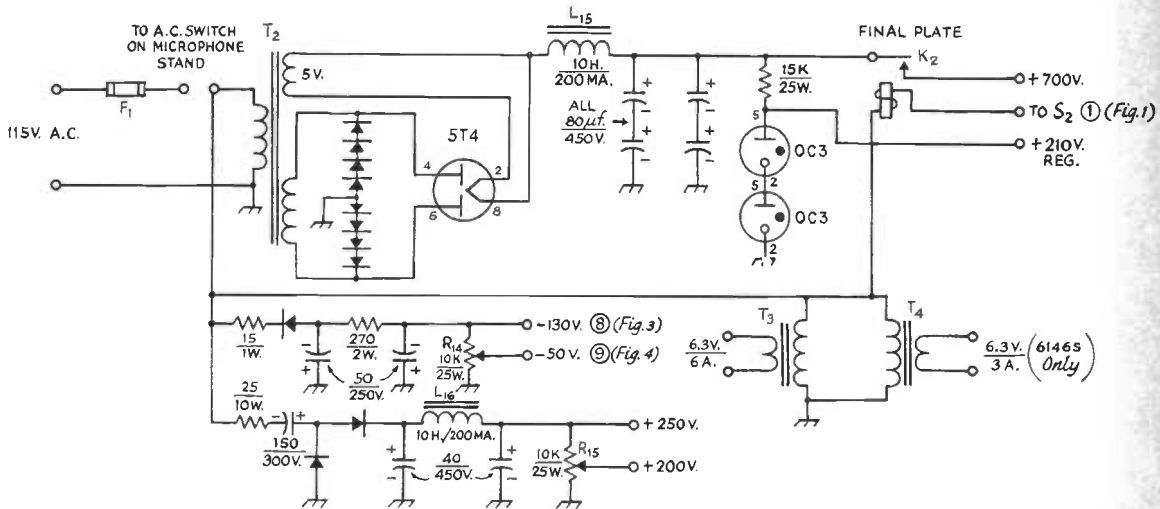 TO A.C. SWITCH
ON MICROPHONE
STAND
T2
L15
10H.
200MA.
FINAL PLATE
K2
5V.
F1
115V. A.C.
ALL
80µf.
450V.
15K
25W.
+700V.
TO S2 ① (Fig.1)
+210V.
REG.
5T4
4
2
6
8
5
OC3
2
5
OC3
2
15
1W.
270
2W.
50
250V.
R14
10K
25W.
-130V. ⑧ (Fig.3)
-50V. ⑨ (Fig.4)
T3
T4
6.3V.
6A.
6.3V.
3A.
(6146S
Only)
25
10W.
150
300V.
L16
10H./200MA.
40
450V.
10K
25W.
R15
+250V.
+200V.